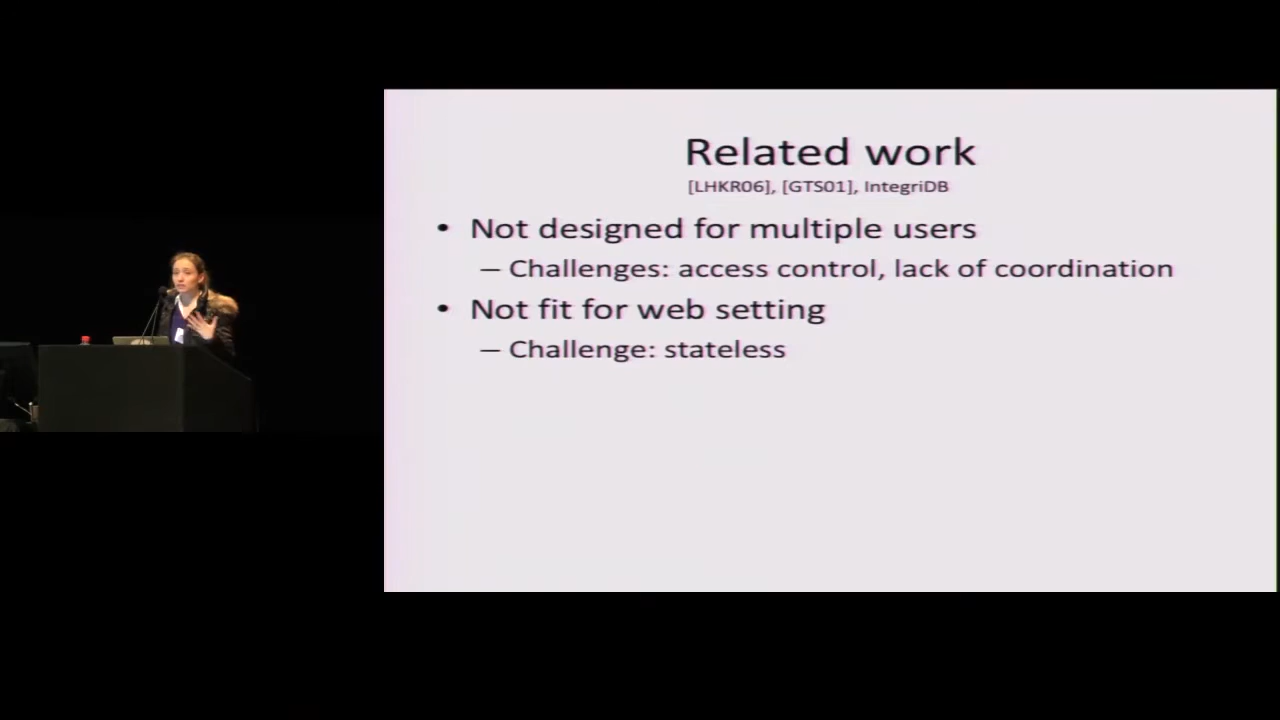 Related work
[LHKR06], [GTS01], IntegriDB
• Not designed for multiple users
– Challenges: access control, lack of coordination
• Not fit for web setting
– Challenge: stateless